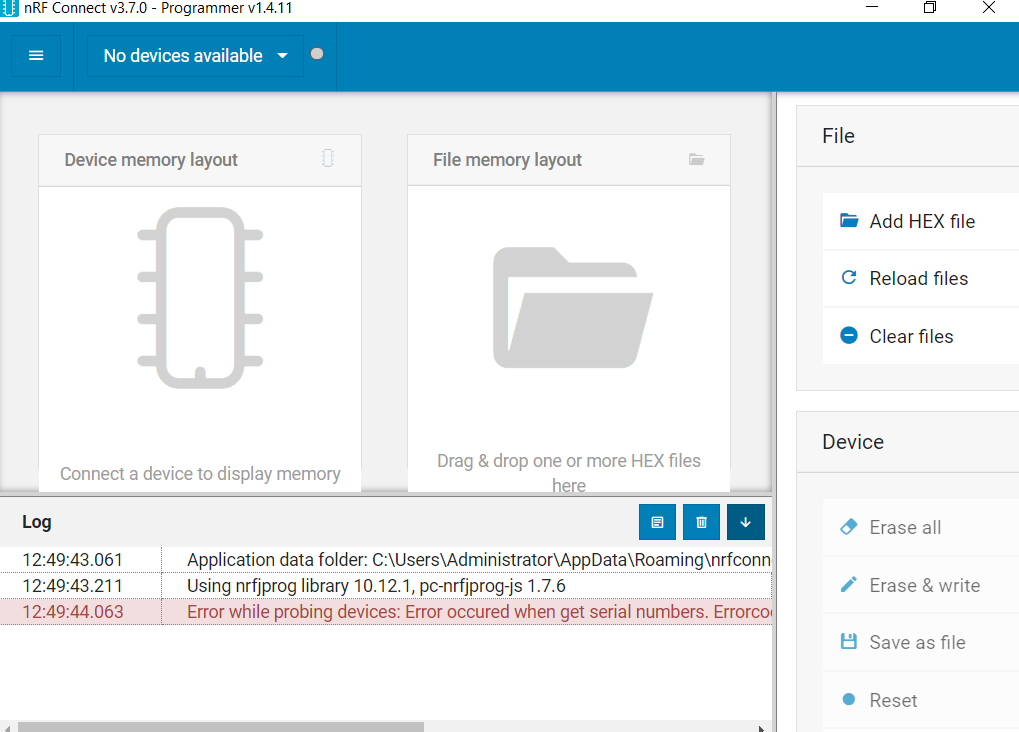 nRF Connect v3.7.0 - Programmer v1.4.11
No devices available
Device memory layout
Connect a device to display memory
File memory layout
Drag & drop one or more HEX files
here
File
Add HEX file
Reload files
Clear files
Device
Erase all
Erase & write
Save as file
Reset
Log
12:49:43.061 Application data folder: C:\Users\Administrator\AppData\Roaming\nrfconn
12:49:43.211 Using nrfjprog library 10.12.1, pc-nrfjprog-js 1.7.6
12:49:44.063 Error while probing devices: Error occured when get serial numbers. Errorco